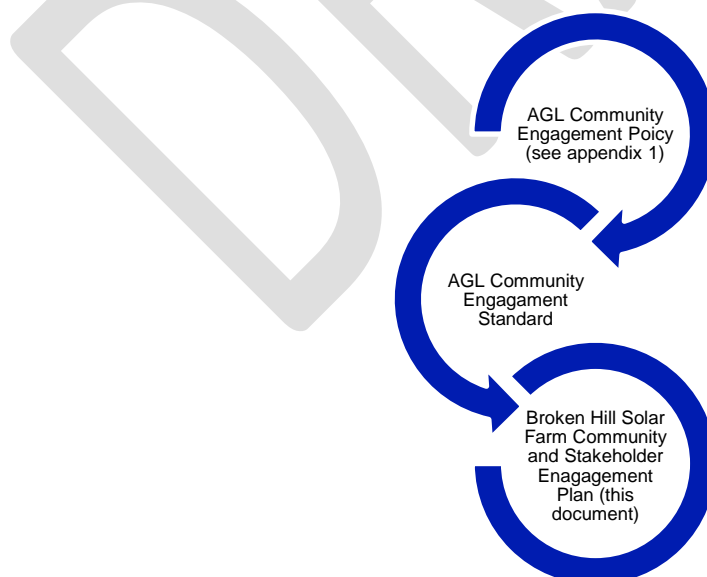 AGL Community
Engagement Poicy
(see appendix 1)
AGL Community
Engagament
Standard
Broken Hill Solar
Farm Community
and Stakeholder
Enagagement
Plan (this
document)